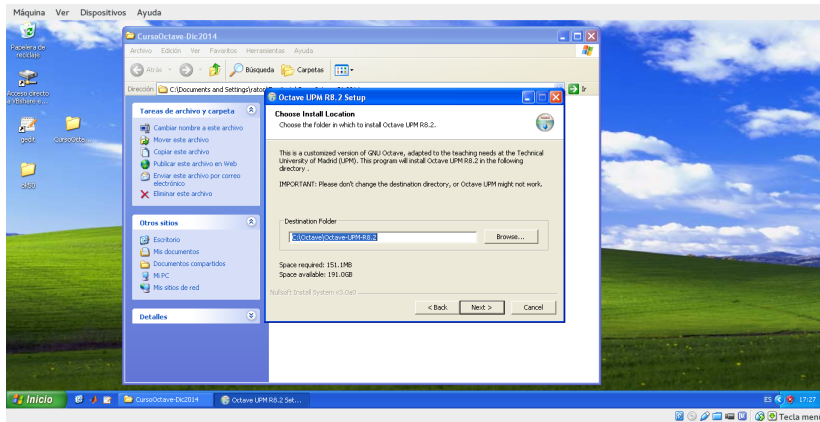 Máquina Ver Dispositivos Ayuda
Papelera de
reciclaje
Acceso directo
a VBshare e...
gedit
CursoOcta...
CursoOctave-Dic2014
Archivo Edición Ver Favoritos Herramientas Ayuda
Atrás Búsqueda Carpetas
Dirección C:\Documents and Settings\rator
Ir
Tareas de archivo y carpeta
Cambiar nombre a este archivo
Mover este archivo
Copiar este archivo
Publicar este archivo en Web
Enviar este archivo por correo
electrónico
Eliminar este archivo
Otros sitios
Escritorio
Mis documentos
Documentos compartidos
Mi PC
Mis sitios de red
Detalles
Octave UPM R8.2 Setup
Choose Install Location
Choose the folder in which to install Octave UPM R8.2.
This is a customized version of GNU Octave, adapted to the teaching needs at the Technical
University of Madrid (UPM). This program will install Octave UPM R8.2 in the following
directory .
IMPORTANT: Please don't change the destination directory, or Octave UPM might not work.
Destination Folder
C:\Octave\Octave-UPM-R8.2
Browse...
Space required: 151.1MB
Space available: 191.0GB
Nullsoft Install System v3.0a0
< Back Next > Cancel
Inicio CursoOctave-Dic2014 Octave UPM R8.2 Set... ES 17:27
Tecla menú